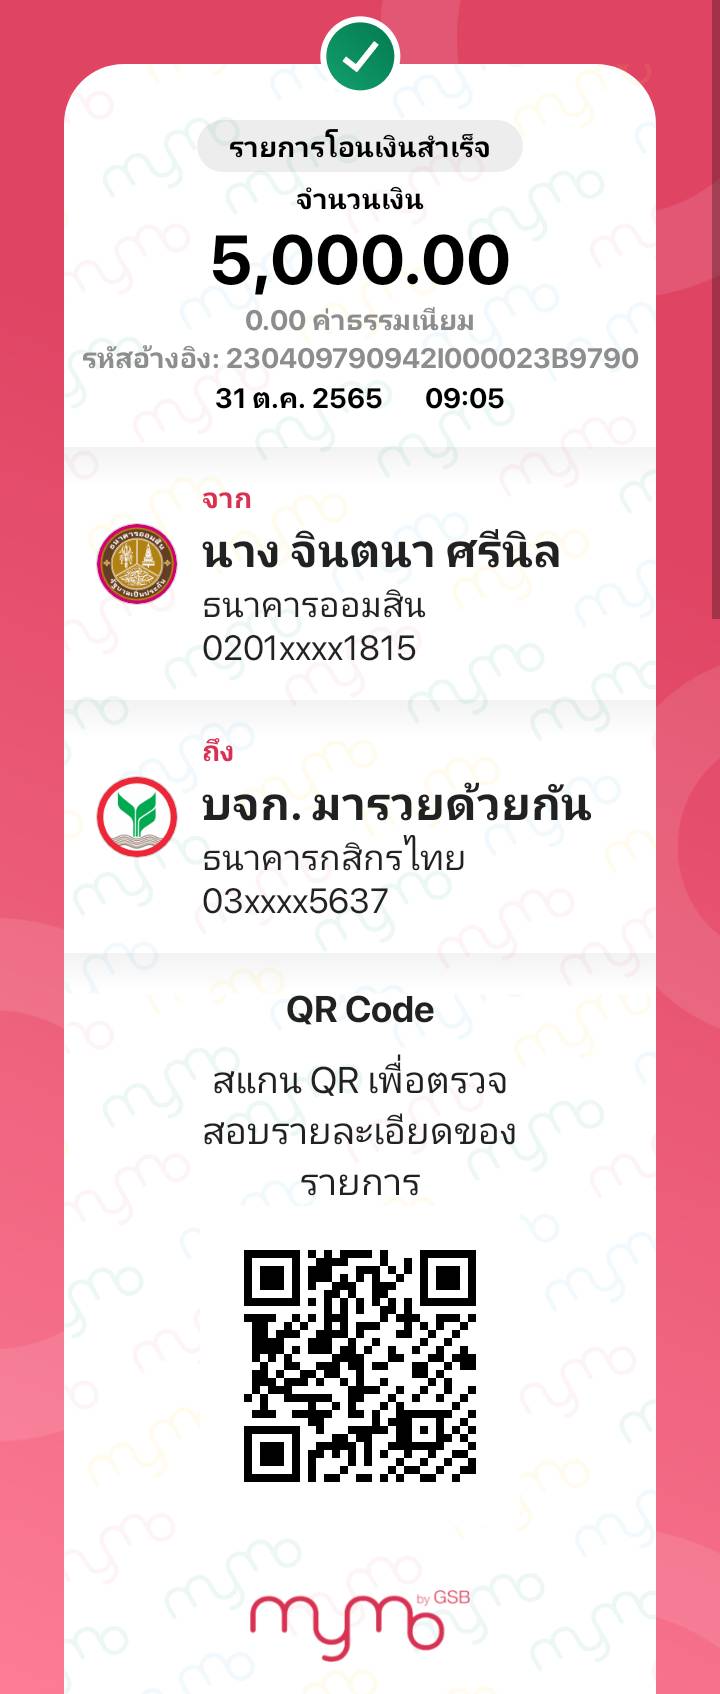 รายการโอนเงินสำเร็จ
จำนวนเงิน
5,000.00
0.00 ค่าธรรมเนียม
รหัสอ้างอิง: 230409790942I000023B9790
31 ต.ค. 2565 09:05
จาก
นาง จินตนา ศรีนิล
ธนาคารออมสิน
0201xxxx1815
ถึง
บจก. มารวยด้วยกัน
ธนาคารกสิกรไทย
03xxxx5637
QR Code
สแกน QR เพื่อตรวจ
สอบรายละเอียดของ
รายการ
mymo by GSB